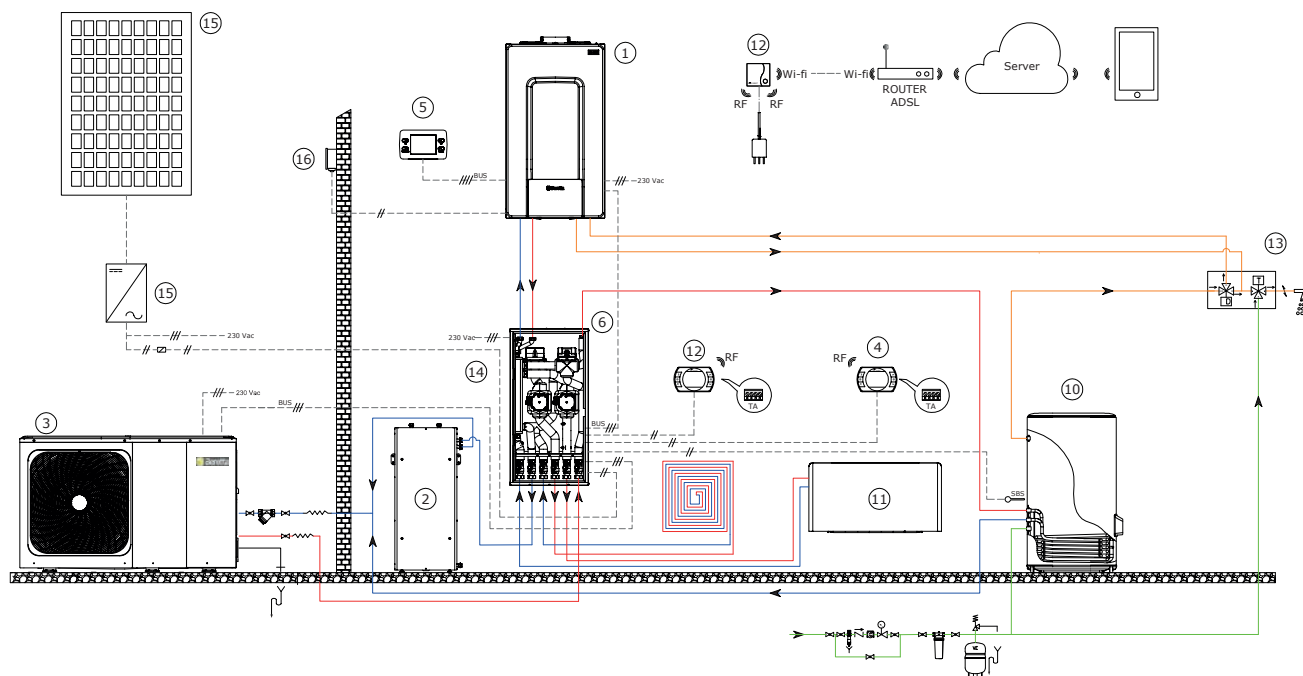 15
1
12
Wi-fi
Wi-fi
RF
RF
ROUTER
ADSL
Server
5
BUS
230 Vac
16
13
15
230 Vac
230 Vac
6
14
12
RF
TA
RF
4
TA
10
3
230 Vac
BUS
BUS
2
11
SBS